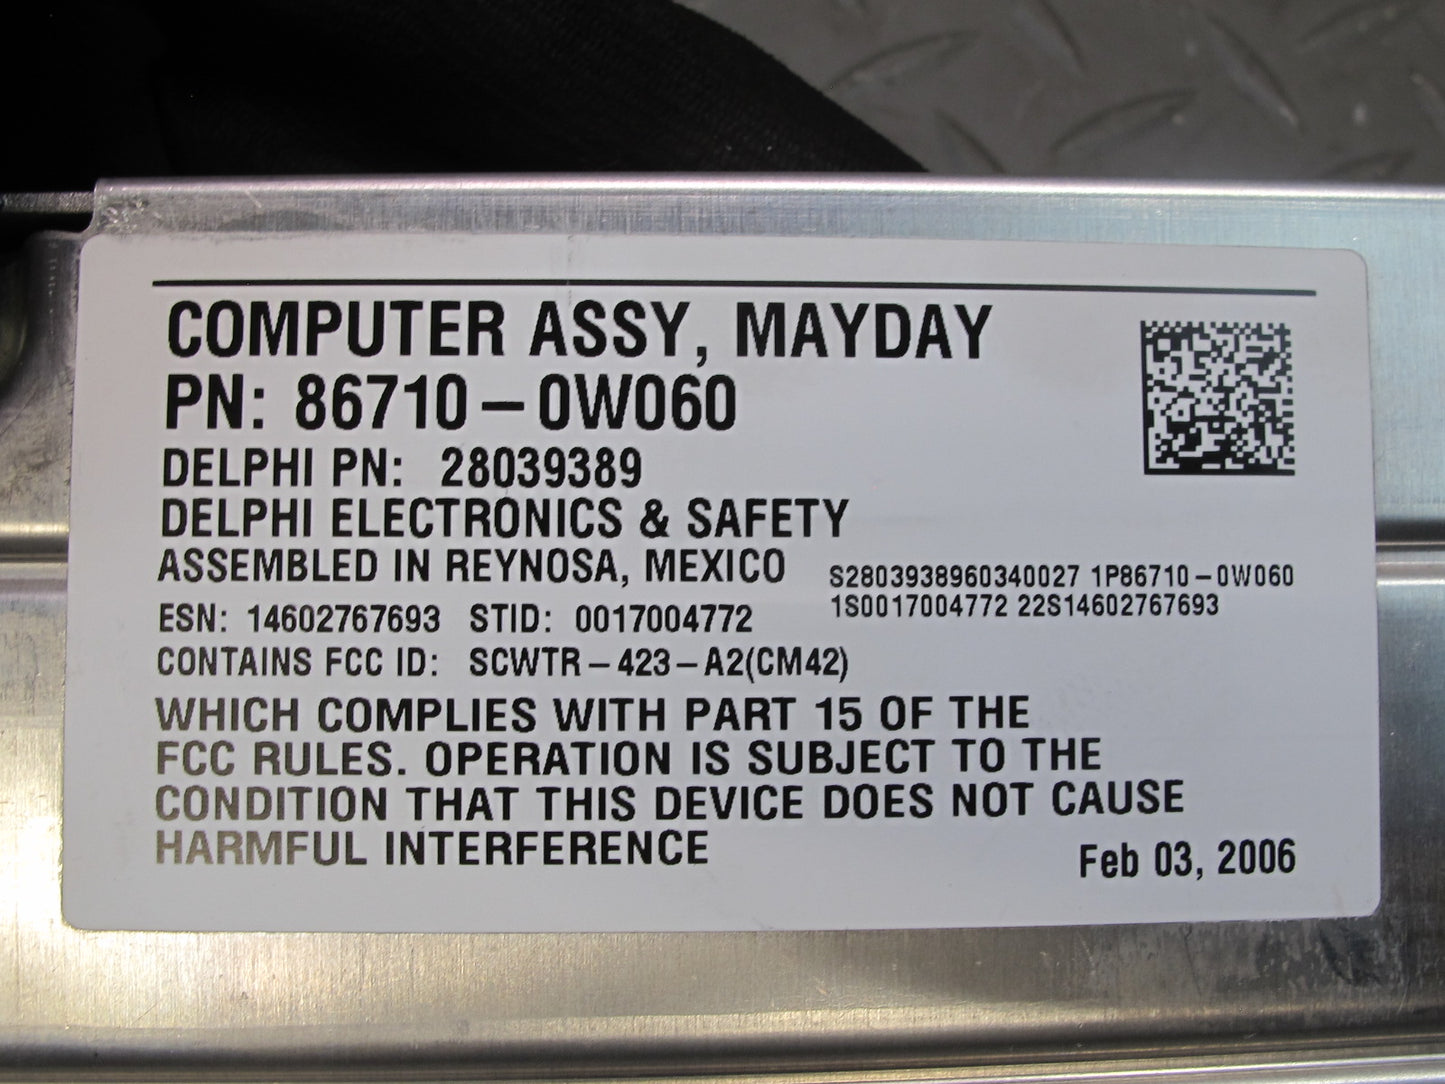 COMPUTER ASSY, MAYDAY
PN: 86710-0W060
DELPHI PN: 28039389
DELPHI ELECTRONICS & SAFETY
ASSEMBLED IN REYNOSA, MEXICO
S2803938960340027 1P86710-0W060
1S0017004772 22S14602767693
ESN: 14602767693 STID: 0017004772
CONTAINS FCC ID: SCWTR-423-A2(CM42)
WHICH COMPLIES WITH PART 15 OF THE
FCC RULES. OPERATION IS SUBJECT TO THE
CONDITION THAT THIS DEVICE DOES NOT CAUSE
HARMFUL INTERFERENCE
Feb 03, 2006